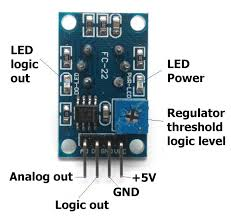 LED
logic
out
FC-22
LED
Power
Regulator
threshold
logic level
Analog out
Logic out
GND
+5V